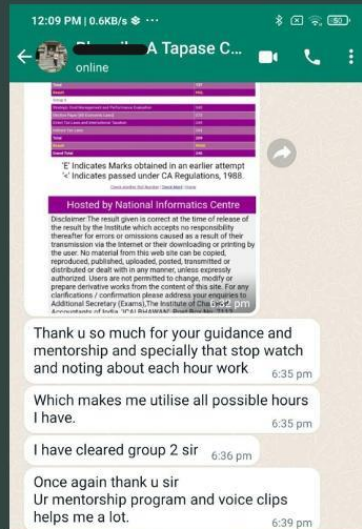 12:09 PM | 0.6KB/s
A Tapase C...
online
Result
Total
Result
Grand Total
'E' Indicates Marks obtained in an earlier attempt
'<' Indicates passed under CA Regulations, 1988.
Hosted by National Informatics Centre
Disclaimer:The result given is correct at the time of release of
the result by the Institute which accepts no responsibility
thereafter for errors or omissions caused as a result of their
transmission via the Internet or their downloading or printing by
the user. No material from this web site can be copied,
reproduced, published, uploaded, posted, transmitted or
distributed or dealt with in any manner, unless expressly
authorized. Users are not permitted to change, modify or
prepare derivative works from the content of this site. For any
clarifications / confirmation please address your enquiries to
Additional Secretary (Exams),The Institute of
6:32 pm
Thank u so much for your guidance and
mentorship and specially that stop watch
and noting about each hour work
6:35 pm
Which makes me utilise all possible hours
I have.
6:35 pm
I have cleared group 2 sir
6:36 pm
Once again thank u sir
Ur mentorship program and voice clips
helps me a lot.
6:39 pm